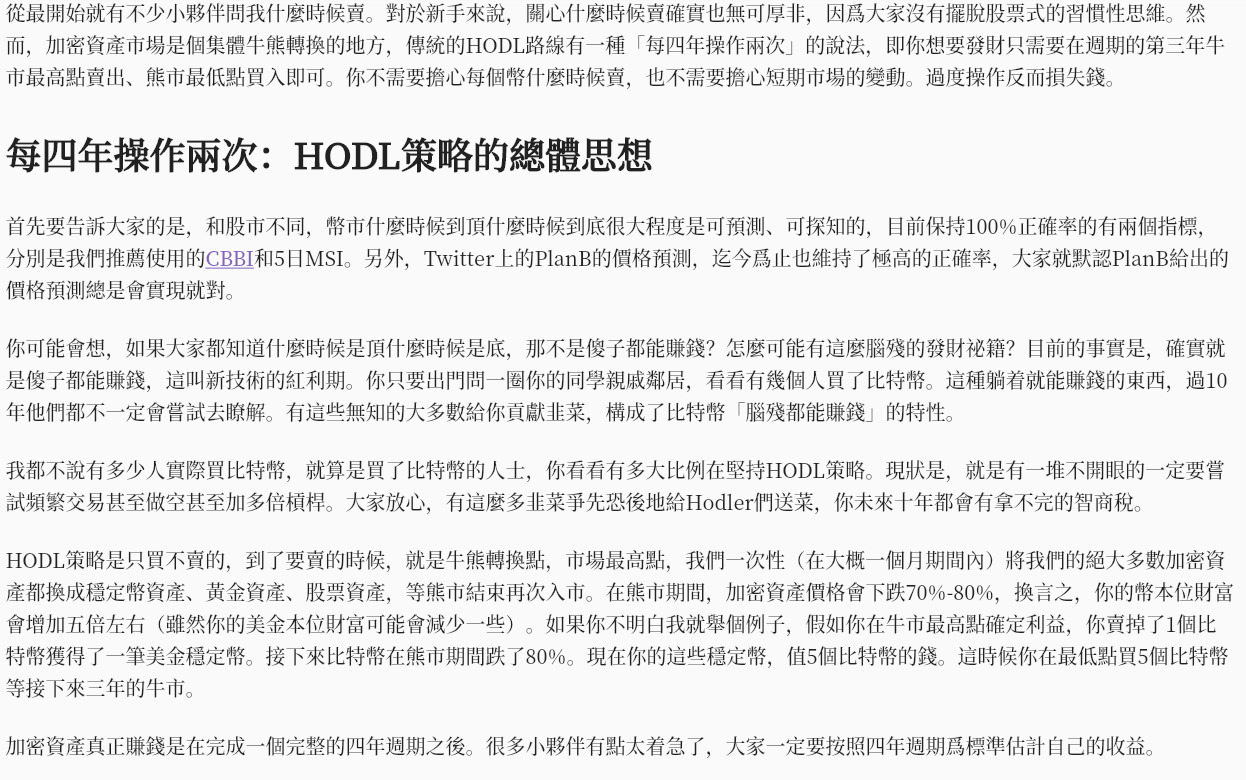 從最開始就有不少小夥伴問我什麼時候賣。對於新手來說，關心什麼時候賣確實也無可厚非，因爲大家沒有擺脫股票式的習慣性思維。然
而，加密資產市場是個集體牛熊轉換的地方，傳統的HODL路線有一種「每四年操作兩次」的說法，即你想要發財只需要在週期的第三年牛
市最高點賣出、熊市最低點買入即可。你不需要擔心每個幣什麼時候賣，也不需要擔心短期市場的變動。過度操作反而損失錢。
每四年操作兩次：HODL策略的總體思想
首先要告訴大家的是，和股市不同，幣市什麼時候到頂什麼時候到底很大程度是可預測、可探知的，目前保持100%正確率的有兩個指標，
分別是我們推薦使用的CBBI和5日MSI。另外，Twitter上的PlanB的價格預測，迄今爲止也維持了極高的正確率，大家就默認PlanB給出的
價格預測總是會實現就對。
你可能會想，如果大家都知道什麼時候是頂什麼時候是底，那不是傻子都能賺錢？怎麼可能有這麼腦殘的發財祕籍？目前的事實是，確實就
是傻子都能賺錢，這叫新技術的紅利期。你只要出門問一圈你的同學親戚鄰居，看看有幾個人買了比特幣。這種躺着就能賺錢的東西，過10
年他們都不一定會嘗試去瞭解。有這些無知的大多數給你貢獻韭菜，構成了比特幣「腦殘都能賺錢」的特性。
我都不說有多少人實際買比特幣，就算是買了比特幣的人士，你看看有多大比例在堅持HODL策略。現狀是，就是有一堆不開眼的一定要嘗
試頻繁交易甚至做空甚至加多倍槓桿。大家放心，有這麼多韭菜爭先恐後地給Hodler們送菜，你未來十年都會有拿不完的智商稅。
HODL策略是只買不賣的，到了要賣的時候，就是牛熊轉換點，市場最高點，我們一次性（在大概一個月期間內）將我們的絕大多數加密資
產都換成穩定幣資產、黃金資產、股票資產，等熊市結束再次入市。在熊市期間，加密資產價格會下跌70%-80%，換言之，你的幣本位財富
會增加五倍左右（雖然你的美金本位財富可能會減少一些）。如果你不明白我就舉個例子，假如你在牛市最高點確定利益，你賣掉了1個比
特幣獲得了一筆美金穩定幣。接下來比特幣在熊市期間跌了80%。現在你的這些穩定幣，值5個比特幣的錢。這時候你在最低點買5個比特幣
等接下來三年的牛市。
加密資產真正賺錢是在完成一個完整的四年週期之後。很多小夥伴有點太着急了，大家一定要按照四年週期爲標準估計自己的收益。